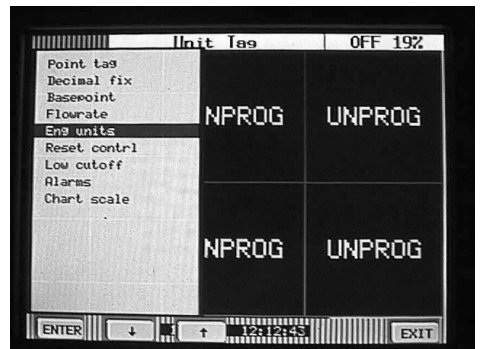 Unit Tag OFF 19%
Point tag
Decimal fix
Basepoint
Flowrate
Eng units
Reset contrl
Low cutoff
Alarms
Chart scale
NPROG UNPROG
NPROG UNPROG
ENTER ↓ ↑ 12:12:43 EXIT